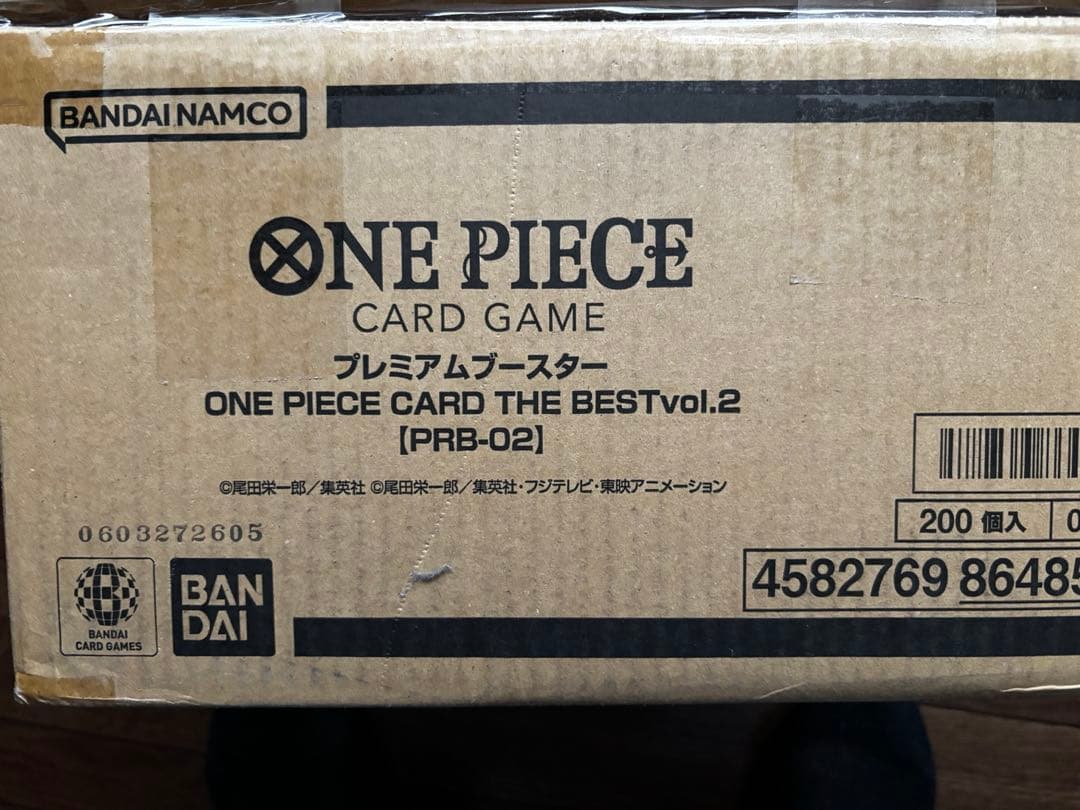 BANDAI NAMCO
ONE PIECE
CARD GAME
プレミアムブースター
ONE PIECE CARD THE BESTvol.2
【PRB-02】
©尾田栄一郎／集英社 ©尾田栄一郎／集英社・フジテレビ・東映アニメーション
200 個入
0603272605
4582769 86485
BANDAI
CARD GAMES
BAN
DAI